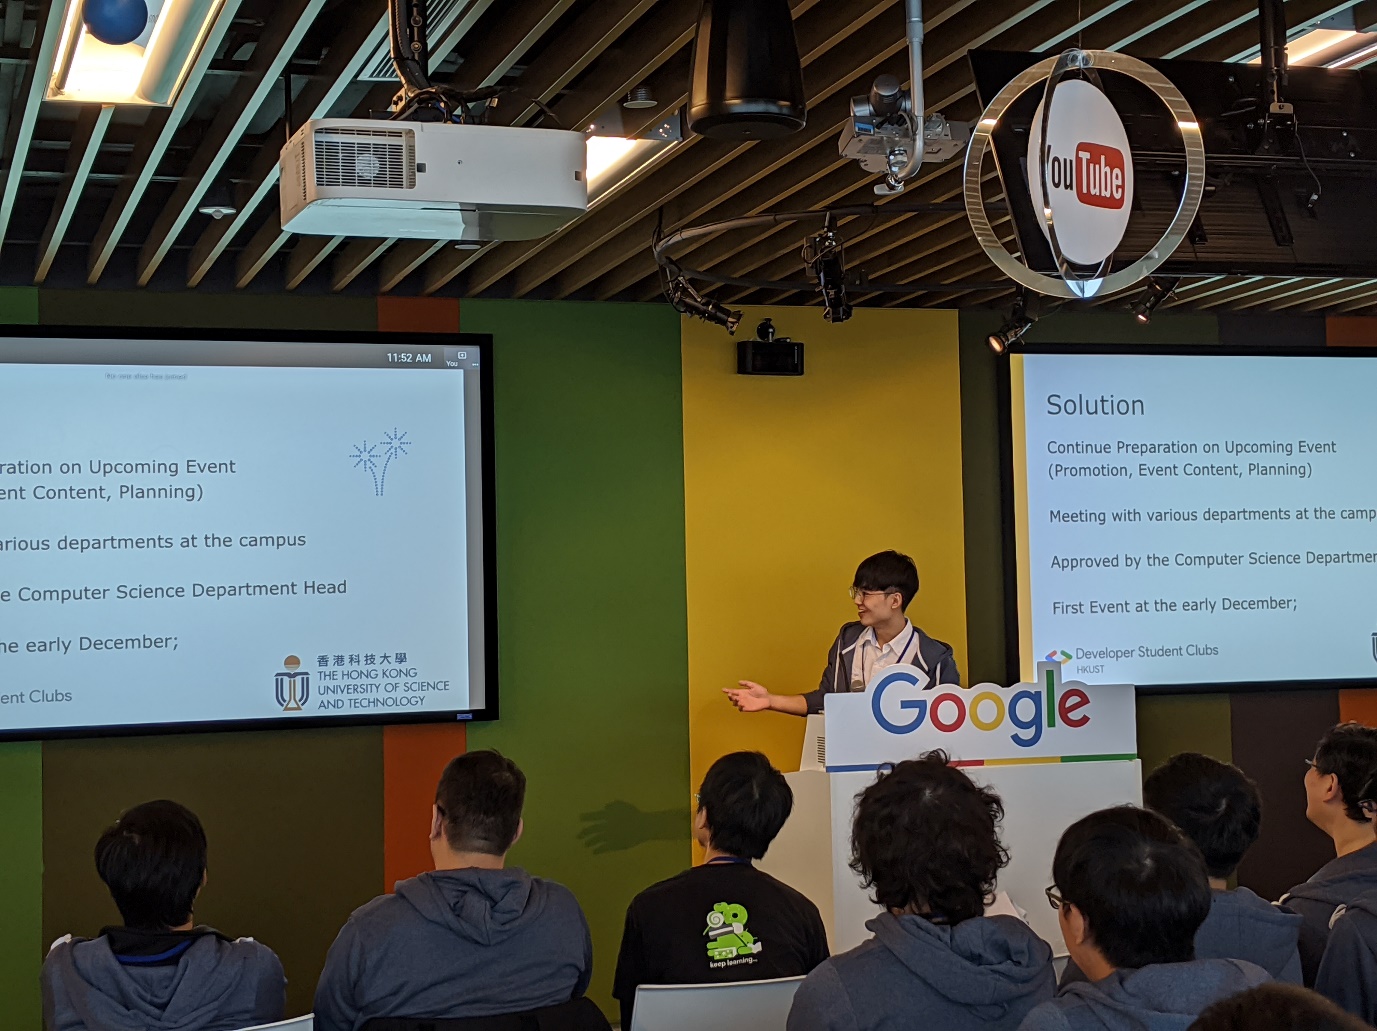 YouTube
11:52 AM
You
ration on Upcoming Event
ent Content, Planning)
arious departments at the campus
e Computer Science Department Head
he early December;
ent Clubs
香港科技大學
THE HONG KONG
UNIVERSITY OF SCIENCE
AND TECHNOLOGY
Solution
Continue Preparation on Upcoming Event
(Promotion, Event Content, Planning)
Meeting with various departments at the camp
Approved by the Computer Science Departmen
First Event at the early December;
Developer Student Clubs
HKUST
Google
keep learning...